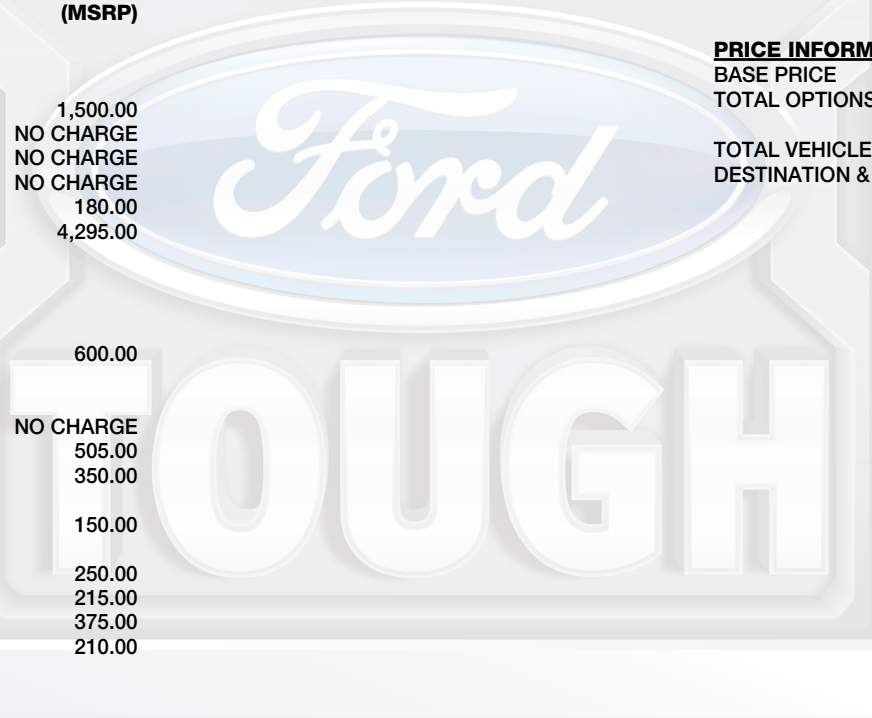 (MSRP)
1,500.00
NO CHARGE
NO CHARGE
NO CHARGE
180.00
4,295.00
600.00
NO CHARGE
505.00
350.00
150.00
250.00
215.00
375.00
210.00
PRICE INFORM
BASE PRICE
TOTAL OPTIONS
TOTAL VEHICLE
DESTINATION &
Ford
TOUGH